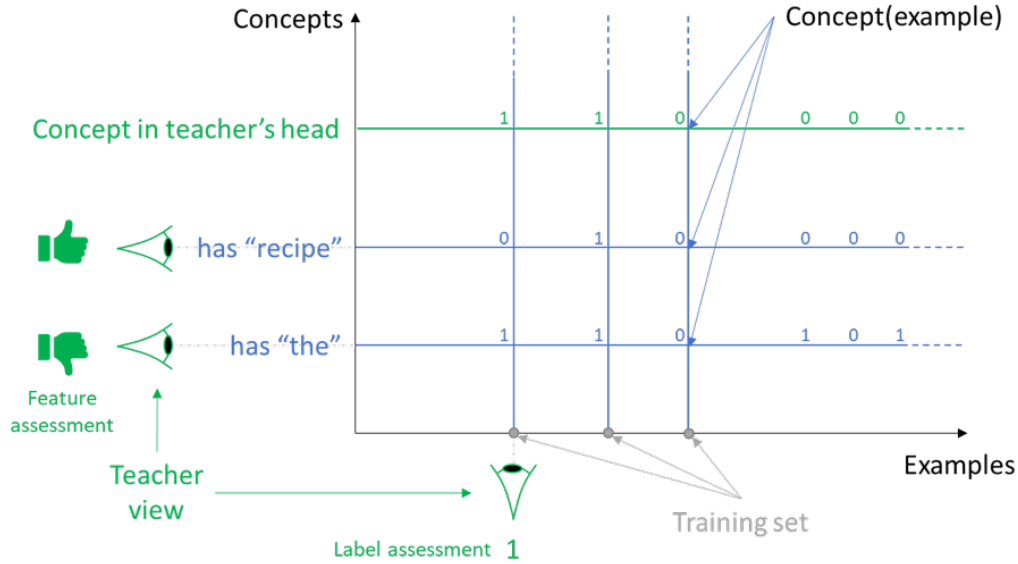 Concepts
Concept(example)
Concept in teacher's head
1 1 0 0 0 0
has “recipe”
0 1 0 0 0 0
has “the”
1 1 0 1 0 1
Feature
assessment
Examples
Teacher
view
Training set
Label assessment 1